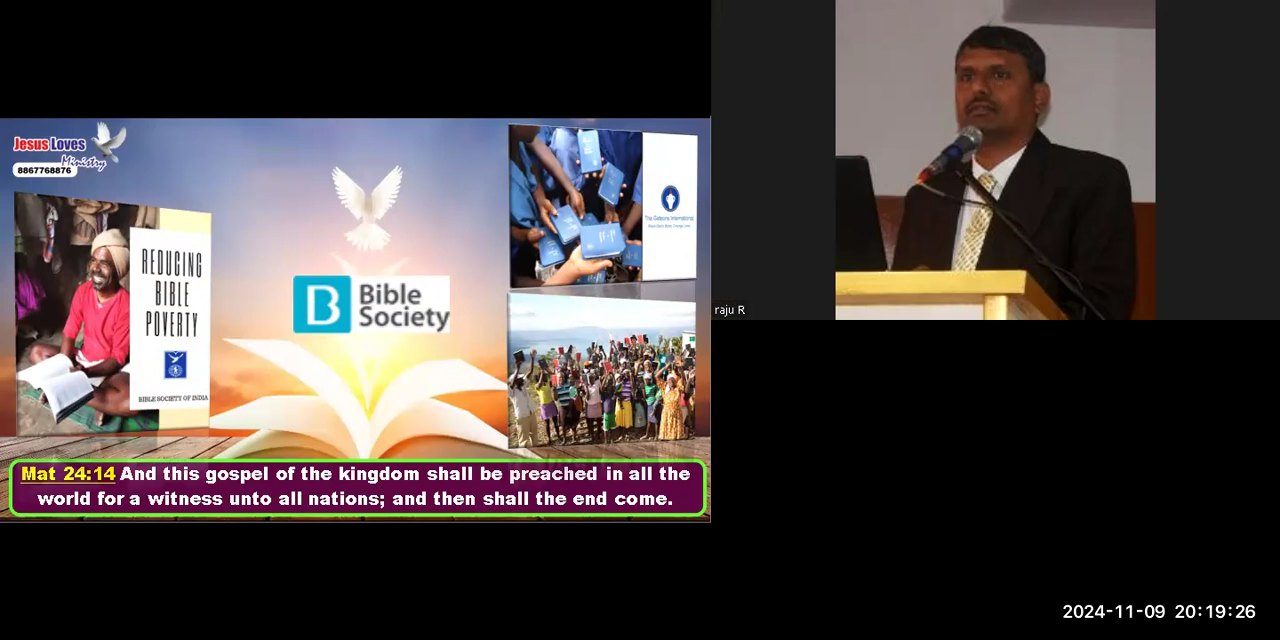 Jesus Loves
Ministry
8867768876
REDUCING
BIBLE
POVERTY
BIBLE SOCIETY OF INDIA
B Bible
Society
The Gideons International
Mat 24:14 And this gospel of the kingdom shall be preached in all the
world for a witness unto all nations; and then shall the end come.
raju R
2024-11-09 20:19:26